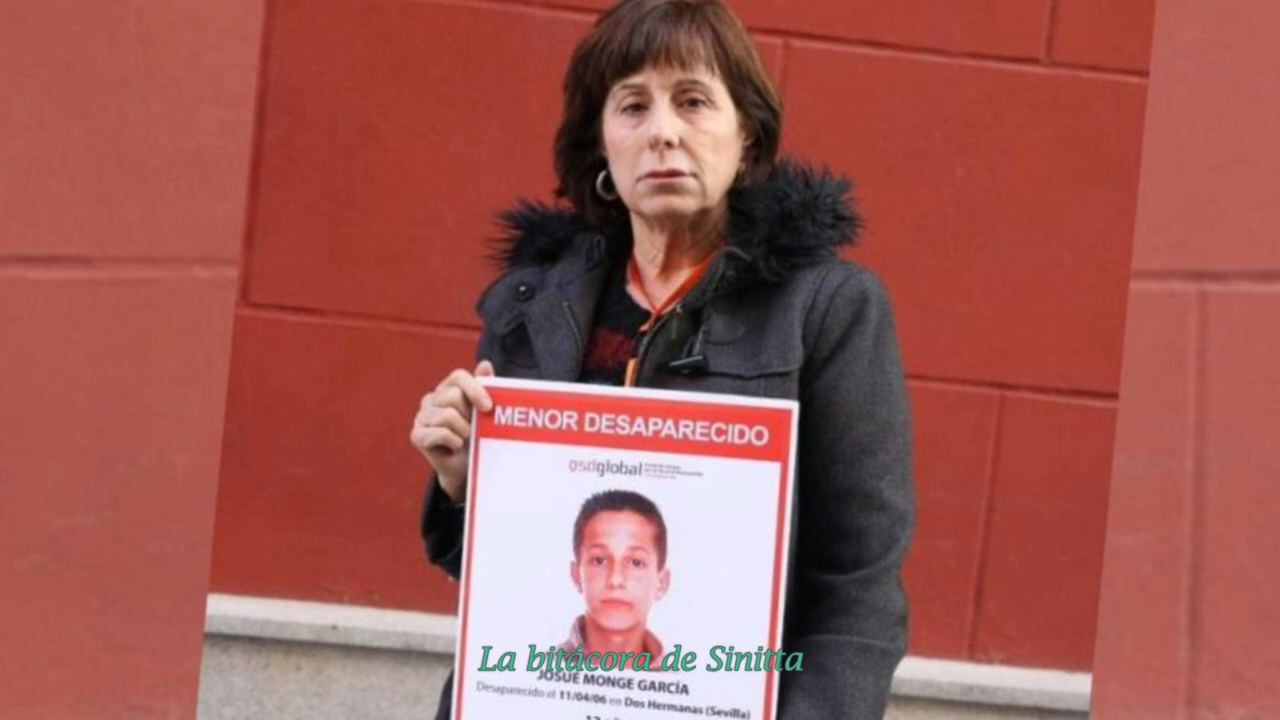 MENOR DESAPARECIDO
qsdglobal
La bitácora de Sinitta
JOSUÉ MONGE GARCÍA
Desaparecido el 11/04/06 en Dos Hermanas (Sevilla)